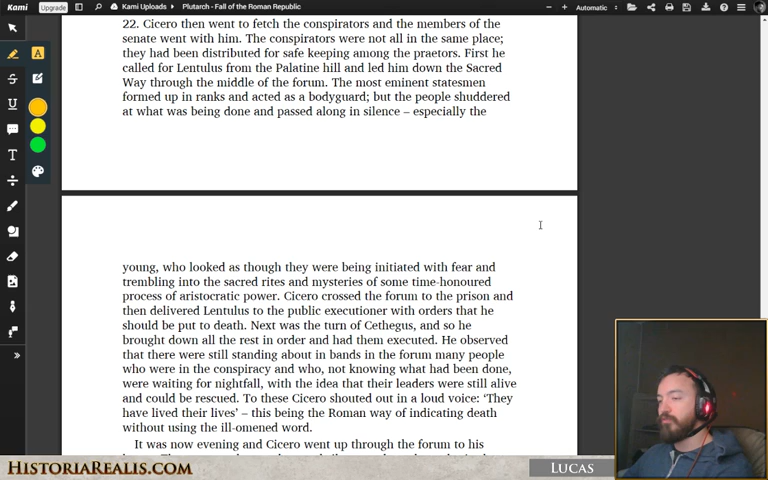 Kami
Upgrade
Kami Uploads
Plutarch - Fall of the Roman Republic
Automatic
22. Cicero then went to fetch the conspirators and the members of the
senate went with him. The conspirators were not all in the same place;
they had been distributed for safe keeping among the praetors. First he
called for Lentulus from the Palatine hill and led him down the Sacred
Way through the middle of the forum. The most eminent statesmen
formed up in ranks and acted as a bodyguard; but the people shuddered
at what was being done and passed along in silence – especially the
young, who looked as though they were being initiated with fear and
trembling into the sacred rites and mysteries of some time-honoured
process of aristocratic power. Cicero crossed the forum to the prison and
then delivered Lentulus to the public executioner with orders that he
should be put to death. Next was the turn of Cethegus, and so he
brought down all the rest in order and had them executed. He observed
that there were still standing about in bands in the forum many people
who were in the conspiracy and who, not knowing what had been done,
were waiting for nightfall, with the idea that their leaders were still alive
and could be rescued. To these Cicero shouted out in a loud voice: ‘They
have lived their lives’ – this being the Roman way of indicating death
without using the ill-omened word.
It was now evening and Cicero went up through the forum to his
HistoriaRealis.com
Lucas